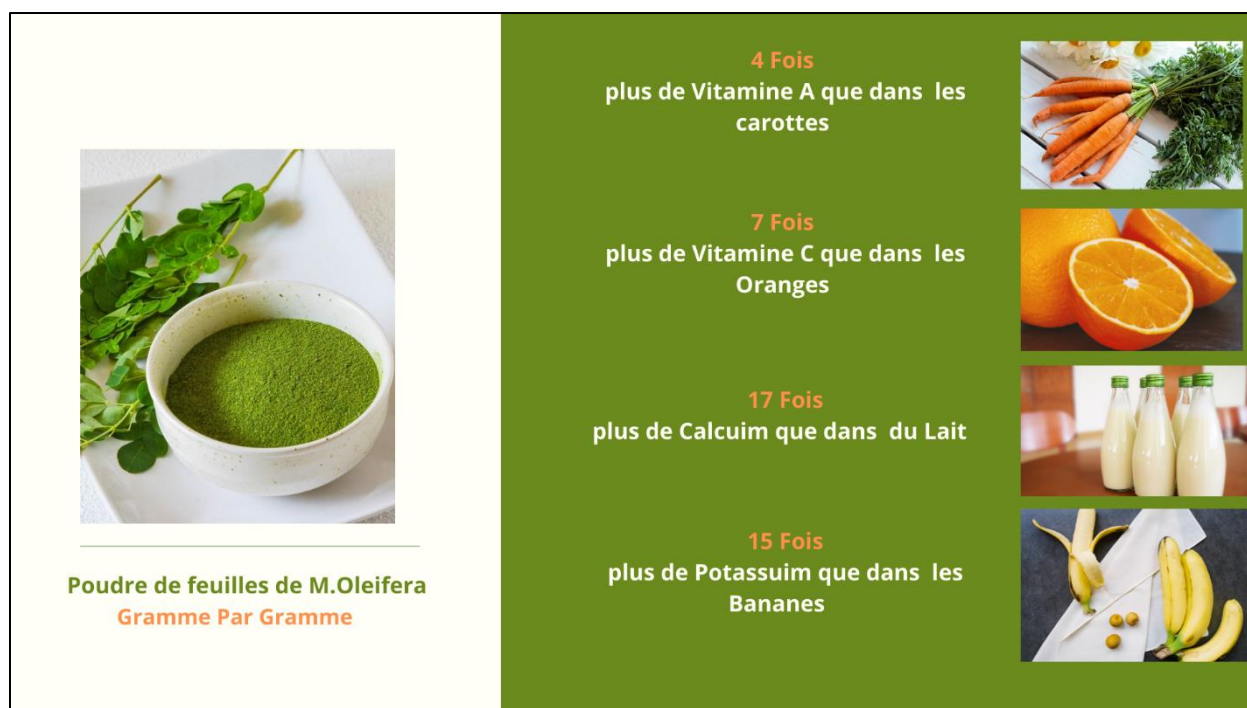 Poudre de feuilles de M.Oleifera
Gramme Par Gramme
4 Fois
plus de Vitamine A que dans les
carottes
7 Fois
plus de Vitamine C que dans les
Oranges
17 Fois
plus de Calcuim que dans du Lait
15 Fois
plus de Potassuim que dans les
Bananes